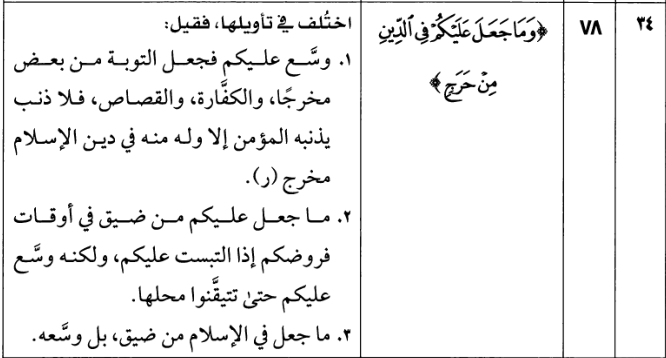 ٣٤
٧٨
﴿وَمَا جَعَلَ عَلَيْكُمْ فِي ٱلدِّينِ
مِنْ حَرَجٍ﴾
اختُلف في تأويلها، فقيل:
١. وسَّع عليكم فجعل التوبة من بعض
مخرجًا، والكفَّارة، والقصاص، فلا ذنب
يذنبه المؤمن إلا وله منه في دين الإسلام
مخرج (ر).
٢. ما جعل عليكم من ضيق في أوقات
فروضكم إذا التبست عليكم، ولكنه وسَّع
عليكم حتىٰ تتيقَّنوا محلها.
٣. ما جعل في الإسلام من ضيق، بل وسَّعه.